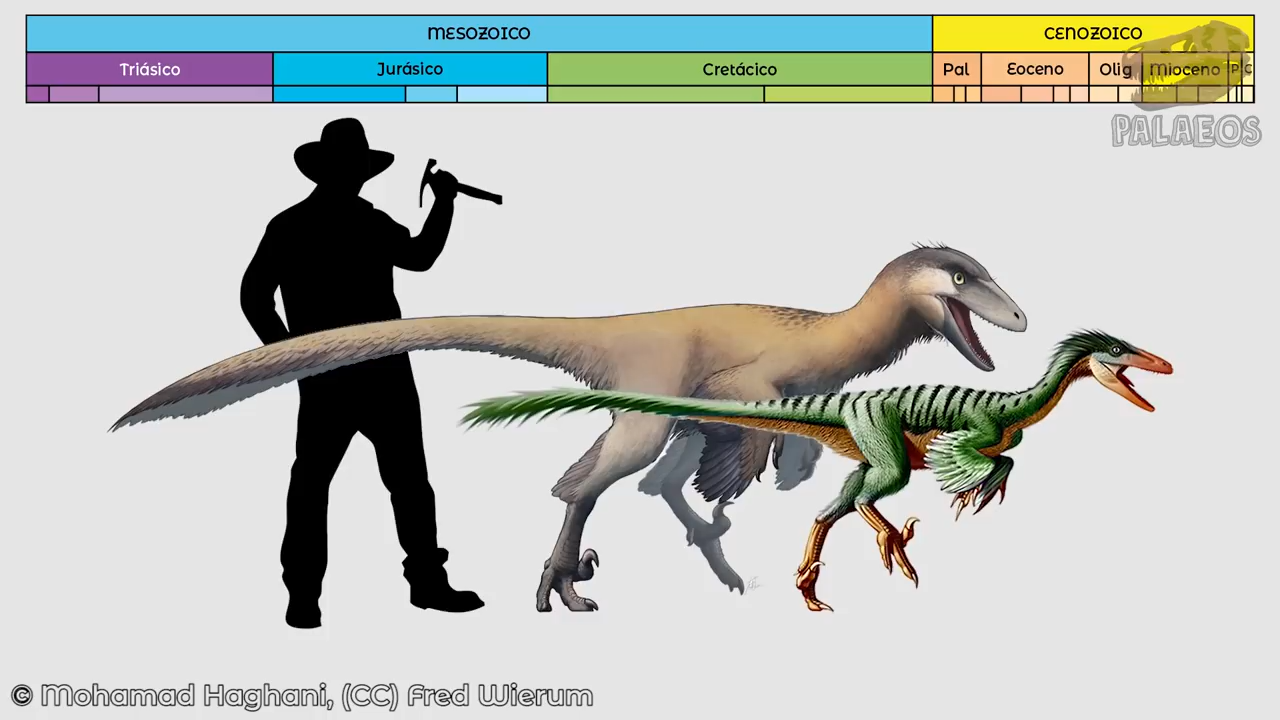 MESOZOICO
CENOZOICO
Triásico
Jurásico
Cretácico
Pal
Eoceno
Olig
Mioceno
P
C
PALAEOS
© Mohamad Haghani, (CC) Fred Wierum